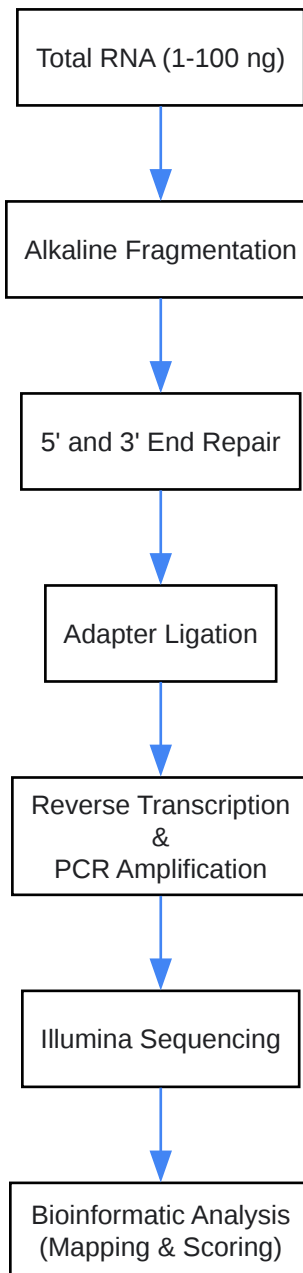 Total RNA (1-100 ng)
Alkaline Fragmentation
5' and 3' End Repair
Adapter Ligation
Reverse Transcription
&
PCR Amplification
Illumina Sequencing
Bioinformatic Analysis
(Mapping & Scoring)